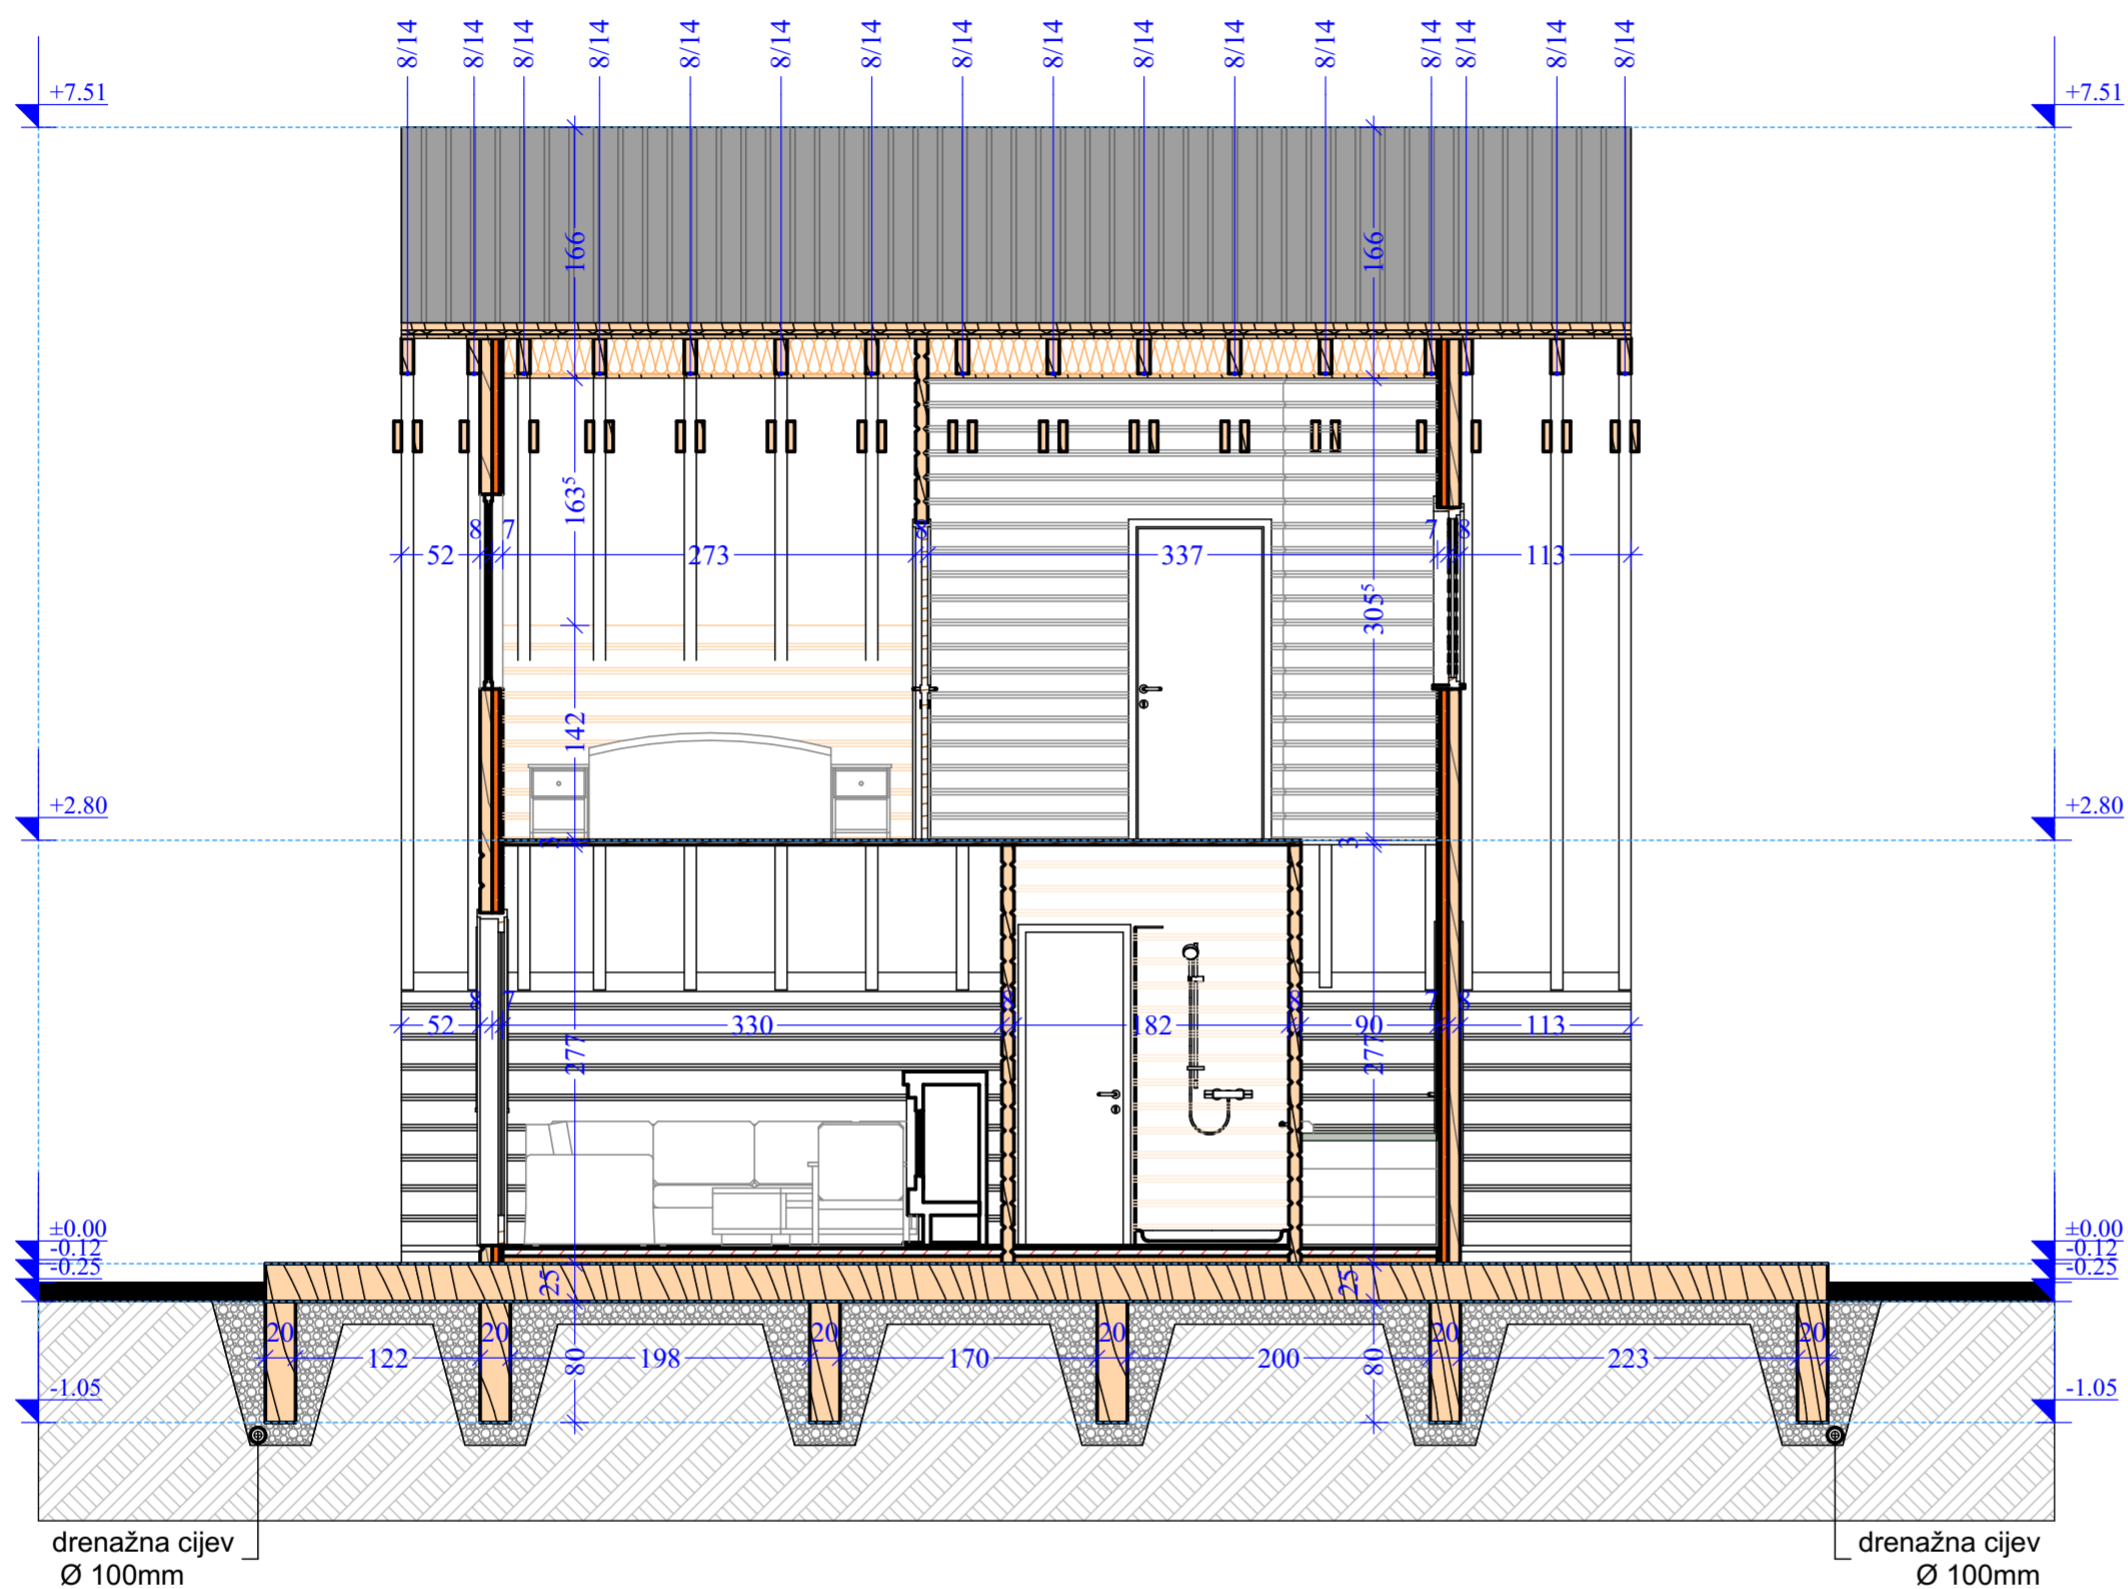 8/14 8/14 8/14 8/14 8/14 8/14 8/14 8/14 8/14 8/14 8/14 8/14 8/14 8/14 8/14 8/14
+7.51 +7.51
166 166
163⁵
8 7 8 7 8
52 273 337 113
305⁵
142
+2.80 +2.80
3 3
8 7 8 8 7 8
52 330 182 90 113
277 277
±0.00 ±0.00
-0.12 -0.12
-0.25 -0.25
25 25
20 20 20 20 20 20
122 198 170 200 223
80 80
-1.05 -1.05
drenažna cijev drenažna cijev
Ø 100mm Ø 100mm